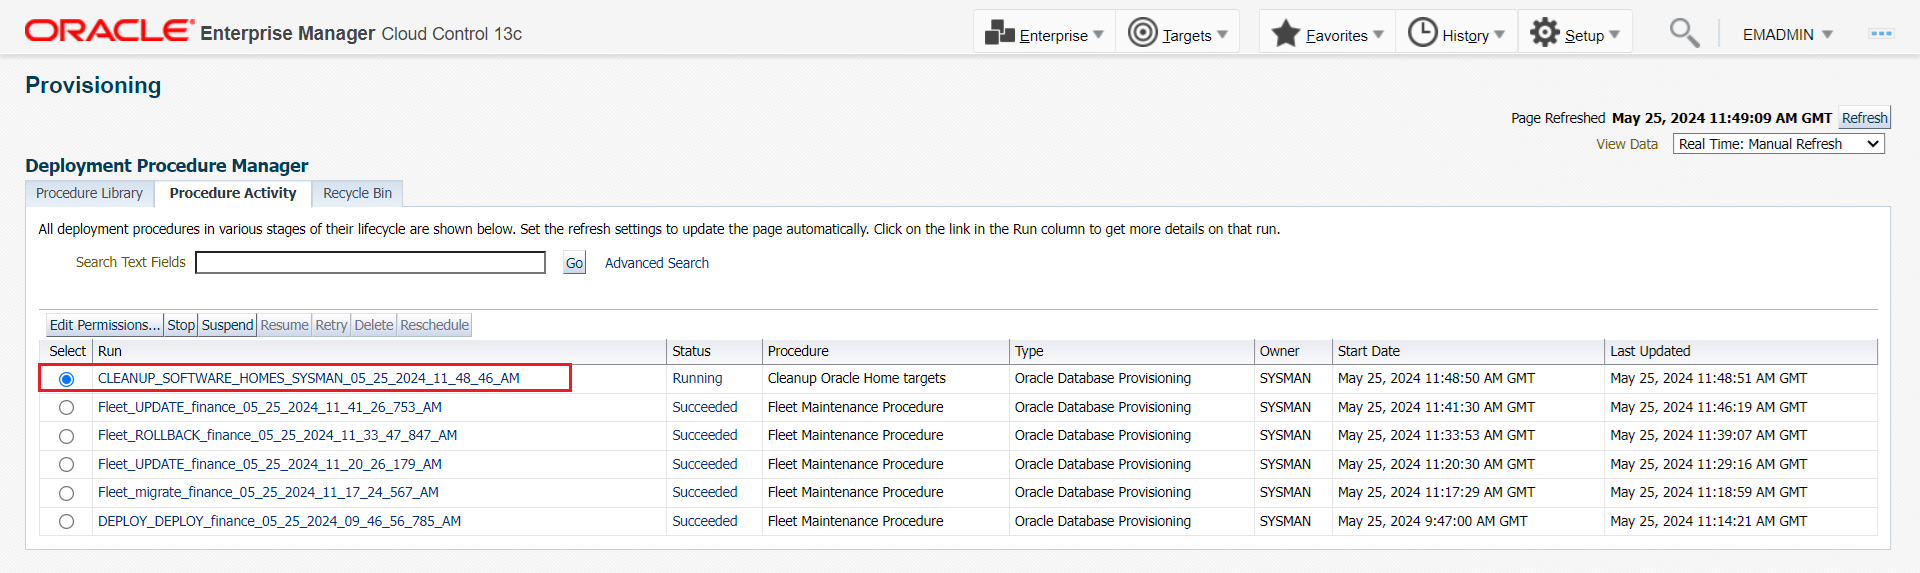 ORACLE Enterprise Manager Cloud Control 13c Enterprise Targets Favorites History Setup EMADMIN
Provisioning
Page Refreshed May 25, 2024 11:49:09 AM GMT Refresh
View Data Real Time: Manual Refresh
Deployment Procedure Manager
Procedure Library Procedure Activity Recycle Bin
All deployment procedures in various stages of their lifecycle are shown below. Set the refresh settings to update the page automatically. Click on the link in the Run column to get more details on that run.
Search Text Fields Go Advanced Search
Edit Permissions... Stop Suspend Resume Retry Delete Reschedule
Select Run Status Procedure Type Owner Start Date Last Updated
CLEANUP_SOFTWARE_HOMES_SYSMAN_05_25_2024_11_48_46_AM Running Cleanup Oracle Home targets Oracle Database Provisioning SYSMAN May 25, 2024 11:48:50 AM GMT May 25, 2024 11:48:51 AM GMT
Fleet_UPDATE_finance_05_25_2024_11_41_26_753_AM Succeeded Fleet Maintenance Procedure Oracle Database Provisioning SYSMAN May 25, 2024 11:41:30 AM GMT May 25, 2024 11:46:19 AM GMT
Fleet_ROLLBACK_finance_05_25_2024_11_33_47_847_AM Succeeded Fleet Maintenance Procedure Oracle Database Provisioning SYSMAN May 25, 2024 11:33:53 AM GMT May 25, 2024 11:39:07 AM GMT
Fleet_UPDATE_finance_05_25_2024_11_20_26_179_AM Succeeded Fleet Maintenance Procedure Oracle Database Provisioning SYSMAN May 25, 2024 11:20:30 AM GMT May 25, 2024 11:29:16 AM GMT
Fleet_migrate_finance_05_25_2024_11_17_24_567_AM Succeeded Fleet Maintenance Procedure Oracle Database Provisioning SYSMAN May 25, 2024 11:17:29 AM GMT May 25, 2024 11:18:59 AM GMT
DEPLOY_DEPLOY_finance_05_25_2024_09_46_56_785_AM Succeeded Fleet Maintenance Procedure Oracle Database Provisioning SYSMAN May 25, 2024 9:47:00 AM GMT May 25, 2024 11:14:21 AM GMT